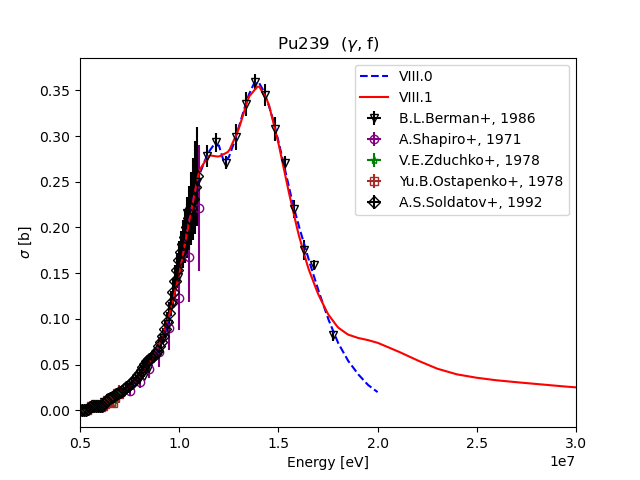 Pu239 (γ, f)
σ [b]
0.35
0.30
0.25
0.20
0.15
0.10
0.05
0.00
VIII.0
VIII.1
B.L.Berman+, 1986
A.Shapiro+, 1971
V.E.Zduchko+, 1978
Yu.B.Ostapenko+, 1978
A.S.Soldatov+, 1992
0.5 1.0 1.5 2.0 2.5 3.0
Energy [eV]
1e7